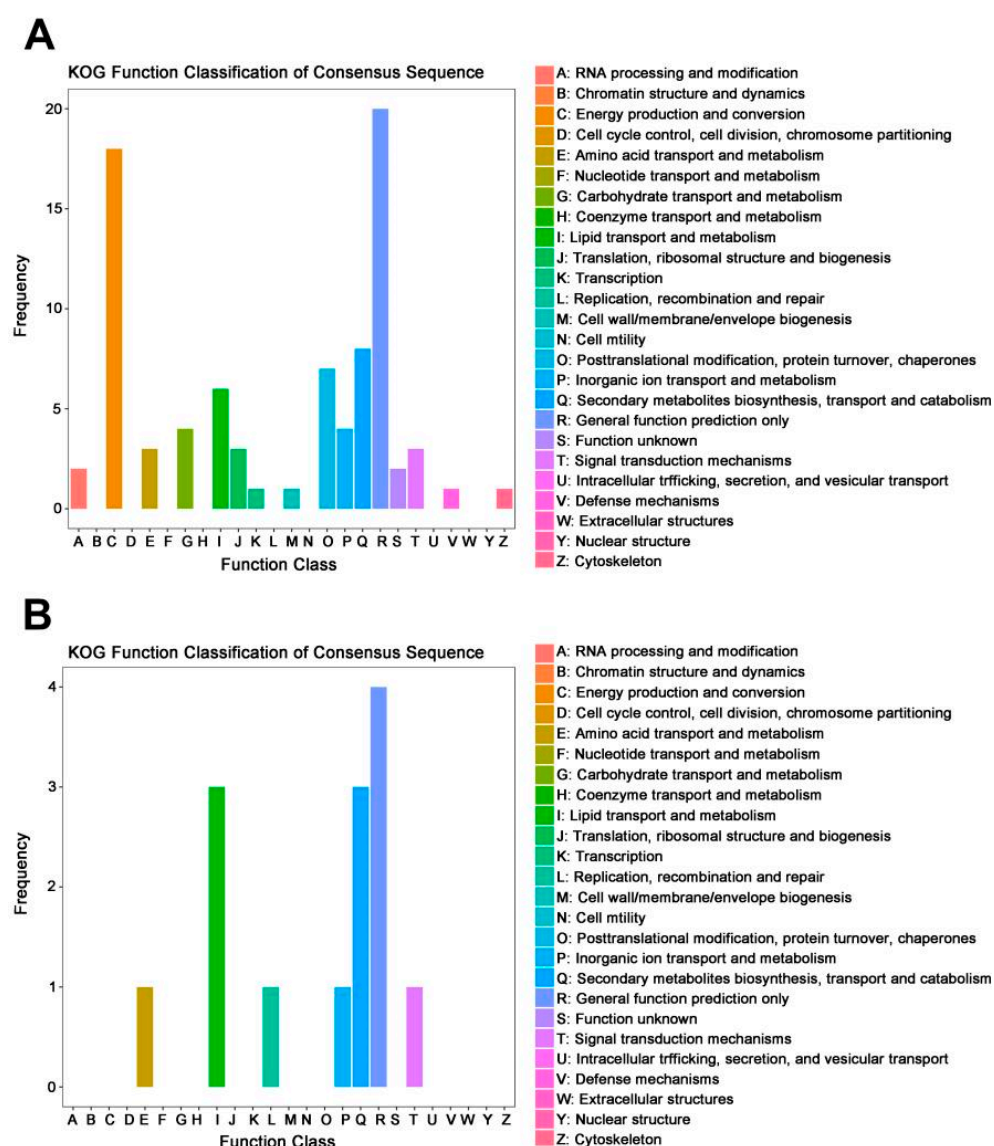 A
KOG Function Classification of Consensus Sequence
20
15
10
5
0
Frequency
A B C D E F G H I J K L M N O P Q R S T U V W Y Z
Function Class
A: RNA processing and modification
B: Chromatin structure and dynamics
C: Energy production and conversion
D: Cell cycle control, cell division, chromosome partitioning
E: Amino acid transport and metabolism
F: Nucleotide transport and metabolism
G: Carbohydrate transport and metabolism
H: Coenzyme transport and metabolism
I: Lipid transport and metabolism
J: Translation, ribosomal structure and biogenesis
K: Transcription
L: Replication, recombination and repair
M: Cell wall/membrane/envelope biogenesis
N: Cell mtility
O: Posttranslational modification, protein turnover, chaperones
P: Inorganic ion transport and metabolism
Q: Secondary metabolites biosynthesis, transport and catabolism
R: General function prediction only
S: Function unknown
T: Signal transduction mechanisms
U: Intracellular trfficking, secretion, and vesicular transport
V: Defense mechanisms
W: Extracellular structures
Y: Nuclear structure
Z: Cytoskeleton
B
KOG Function Classification of Consensus Sequence
4
3
2
1
0
Frequency
A B C D E F G H I J K L M N O P Q R S T U V W Y Z
Function Class
A: RNA processing and modification
B: Chromatin structure and dynamics
C: Energy production and conversion
D: Cell cycle control, cell division, chromosome partitioning
E: Amino acid transport and metabolism
F: Nucleotide transport and metabolism
G: Carbohydrate transport and metabolism
H: Coenzyme transport and metabolism
I: Lipid transport and metabolism
J: Translation, ribosomal structure and biogenesis
K: Transcription
L: Replication, recombination and repair
M: Cell wall/membrane/envelope biogenesis
N: Cell mtility
O: Posttranslational modification, protein turnover, chaperones
P: Inorganic ion transport and metabolism
Q: Secondary metabolites biosynthesis, transport and catabolism
R: General function prediction only
S: Function unknown
T: Signal transduction mechanisms
U: Intracellular trfficking, secretion, and vesicular transport
V: Defense mechanisms
W: Extracellular structures
Y: Nuclear structure
Z: Cytoskeleton